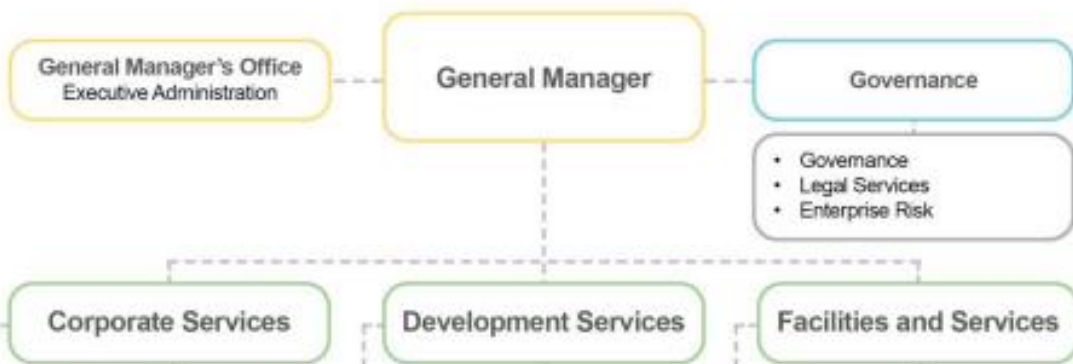 General Manager's Office
Executive Administration
General Manager
Governance
• Governance
• Legal Services
• Enterprise Risk
Corporate Services
Development Services
Facilities and Services